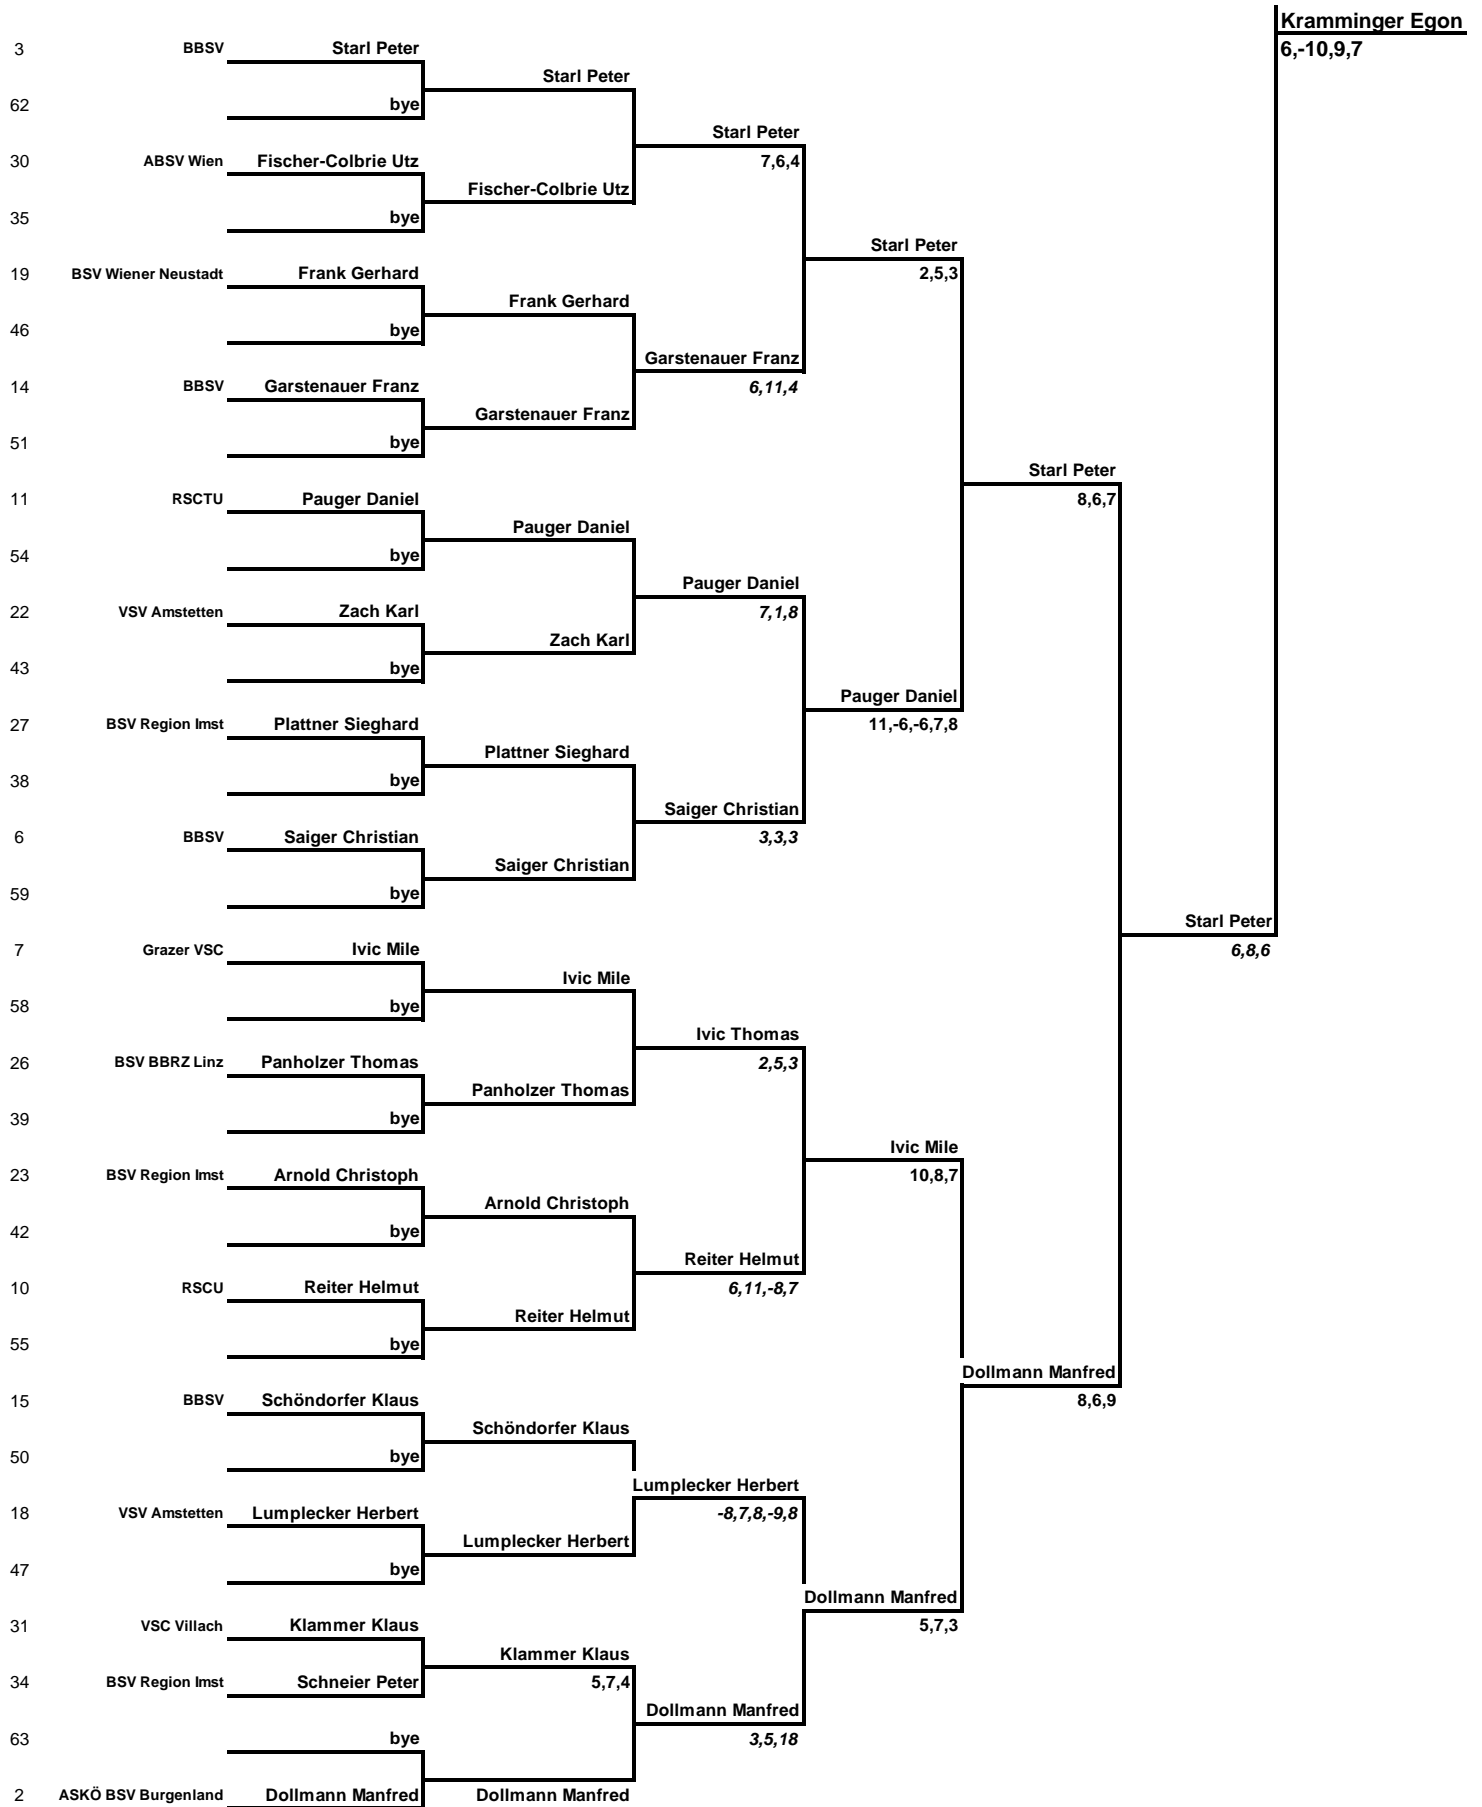 Kramminger Egon
6,-10,9,7
3 BBSV Starl Peter
Starl Peter
62 bye
Starl Peter
7,6,4
30 ABSV Wien Fischer-Colbrie Utz
Fischer-Colbrie Utz
35 bye
Starl Peter
2,5,3
19 BSV Wiener Neustadt Frank Gerhard
Frank Gerhard
46 bye
Garstenauer Franz
6,11,4
14 BBSV Garstenauer Franz
Garstenauer Franz
51 bye
Starl Peter
8,6,7
11 RSCTU Pauger Daniel
Pauger Daniel
54 bye
Pauger Daniel
7,1,8
22 VSV Amstetten Zach Karl
Zach Karl
43 bye
Pauger Daniel
11,-6,-6,7,8
27 BSV Region Imst Plattner Sieghard
Plattner Sieghard
38 bye
Saiger Christian
3,3,3
6 BBSV Saiger Christian
Saiger Christian
59 bye
Starl Peter
6,8,6
7 Grazer VSC Ivic Mile
Ivic Mile
58 bye
Ivic Thomas
2,5,3
26 BSV BBRZ Linz Panholzer Thomas
Panholzer Thomas
39 bye
Ivic Mile
10,8,7
23 BSV Region Imst Arnold Christoph
Arnold Christoph
42 bye
Reiter Helmut
6,11,-8,7
10 RSCU Reiter Helmut
Reiter Helmut
55 bye
Dollmann Manfred
8,6,9
15 BBSV Schöndorfer Klaus
Schöndorfer Klaus
50 bye
Lumplecker Herbert
-8,7,8,-9,8
18 VSV Amstetten Lumplecker Herbert
Lumplecker Herbert
47 bye
Dollmann Manfred
5,7,3
31 VSC Villach Klammer Klaus
Klammer Klaus
5,7,4
34 BSV Region Imst Schneier Peter
Dollmann Manfred
3,5,18
63 bye
2 ASKÖ BSV Burgenland Dollmann Manfred Dollmann Manfred